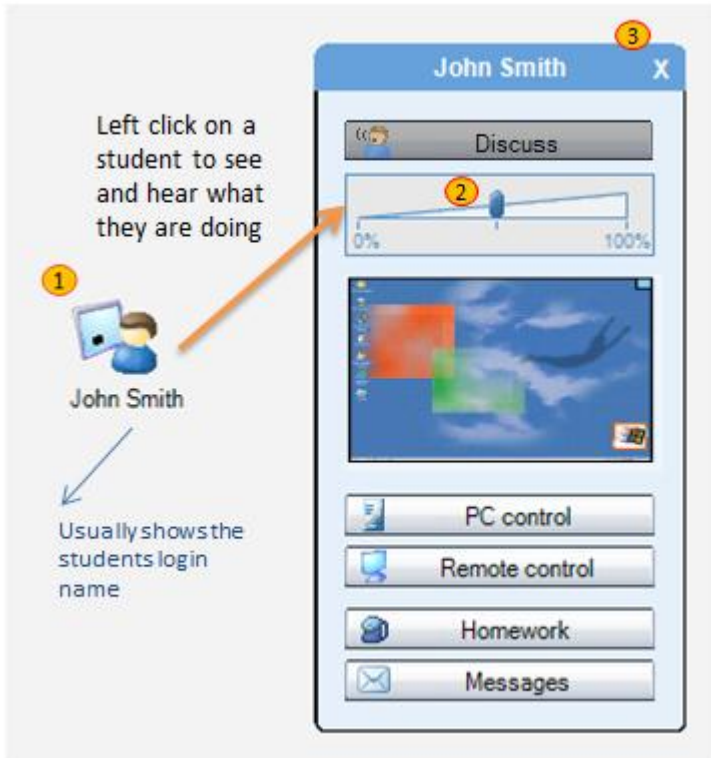 3
John Smith X
Left click on a
student to see
and hear what
they are doing
Discuss
2
0% 100%
1
John Smith
Usually shows the
students login
name
PC control
Remote control
Homework
Messages